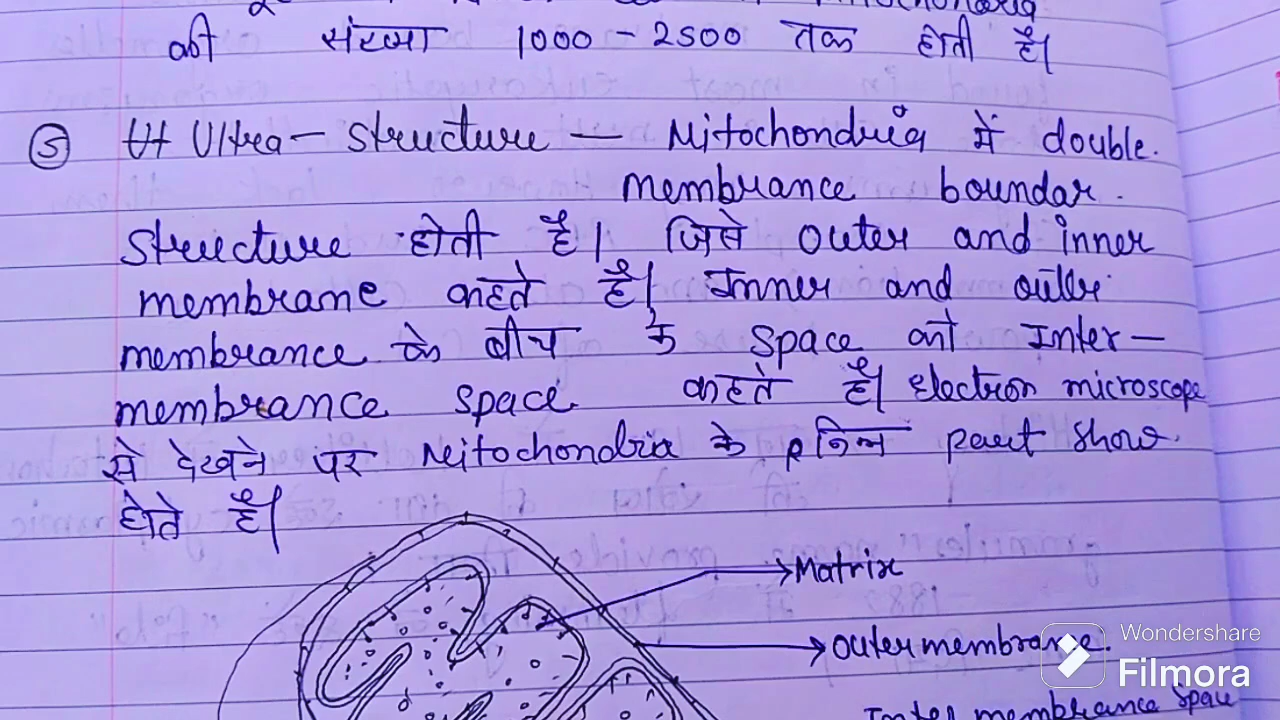 Mitochondria
की संख्या 1000-2500 तक होती है।
⑤ Ultra- Structure — Mitochondria में double.
membrance boundar.
Structure होती है। जिसे outer and inner
membrane कहते है। Inner and outer
membrance के बीच के space को Inter-
membrance space कहते है। electron microscope
से देखने पर Mitochondria के निम्न part show.
होते है।
→Matrix
→outer membrane.
Inter membrance space
Wondershare
Filmora